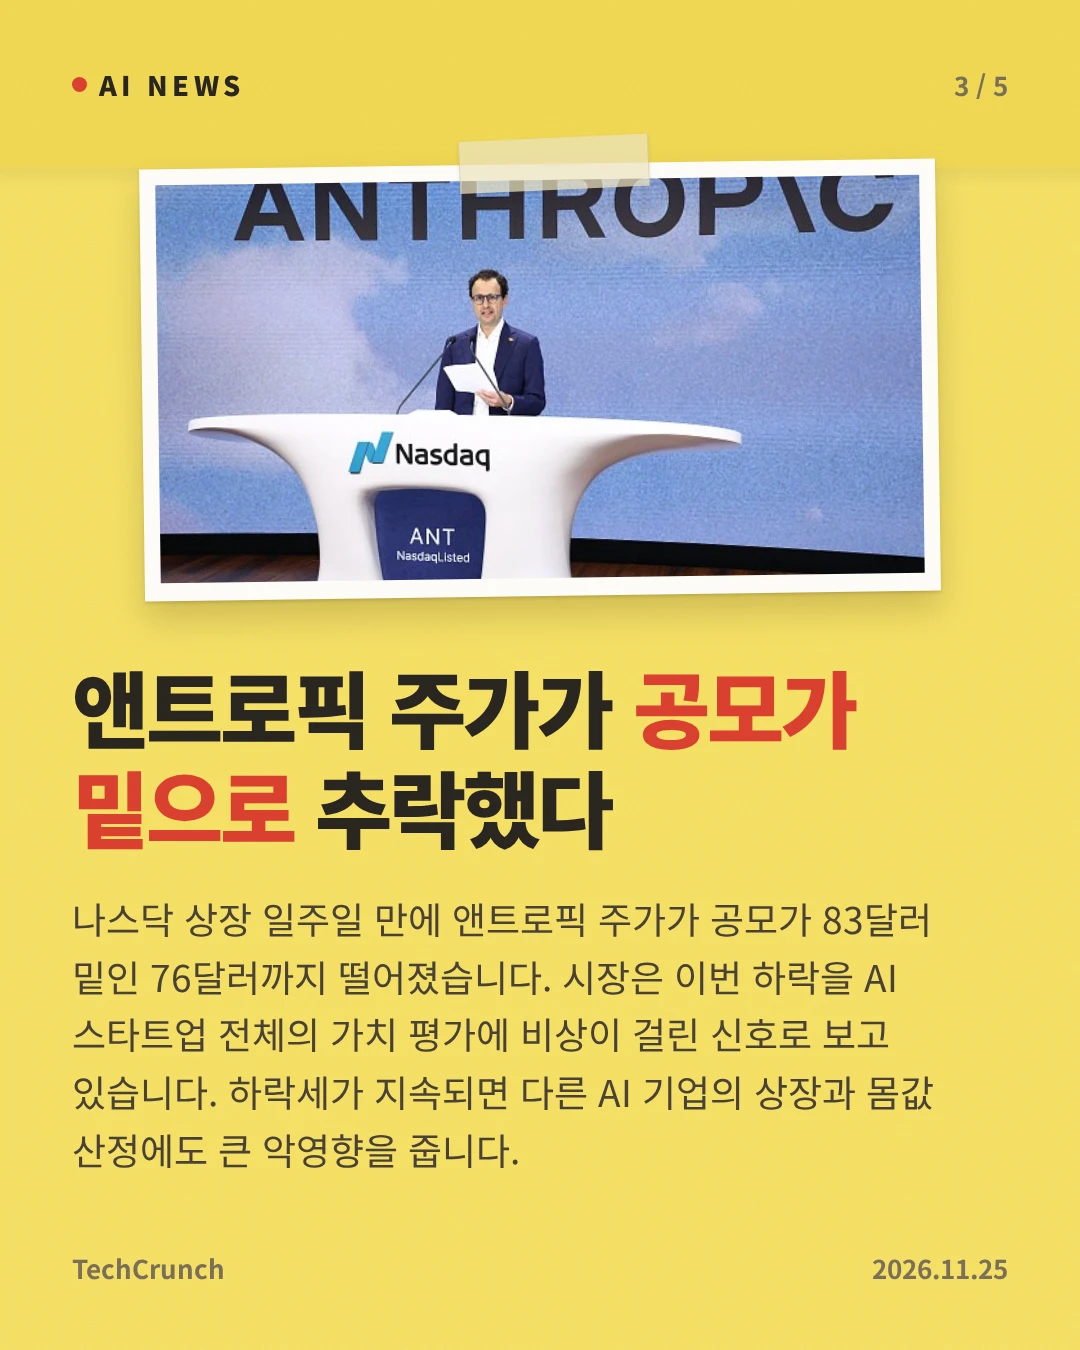 AI NEWS
3 / 5
ANTHROP\C
Nasdaq
ANT
NasdaqListed
앤트로픽 주가가 공모가
밑으로 추락했다
나스닥 상장 일주일 만에 앤트로픽 주가가 공모가 83달러
밑인 76달러까지 떨어졌습니다. 시장은 이번 하락을 AI
스타트업 전체의 가치 평가에 비상이 걸린 신호로 보고
있습니다. 하락세가 지속되면 다른 AI 기업의 상장과 몸값
산정에도 큰 악영향을 줍니다.
TechCrunch
2026.11.25